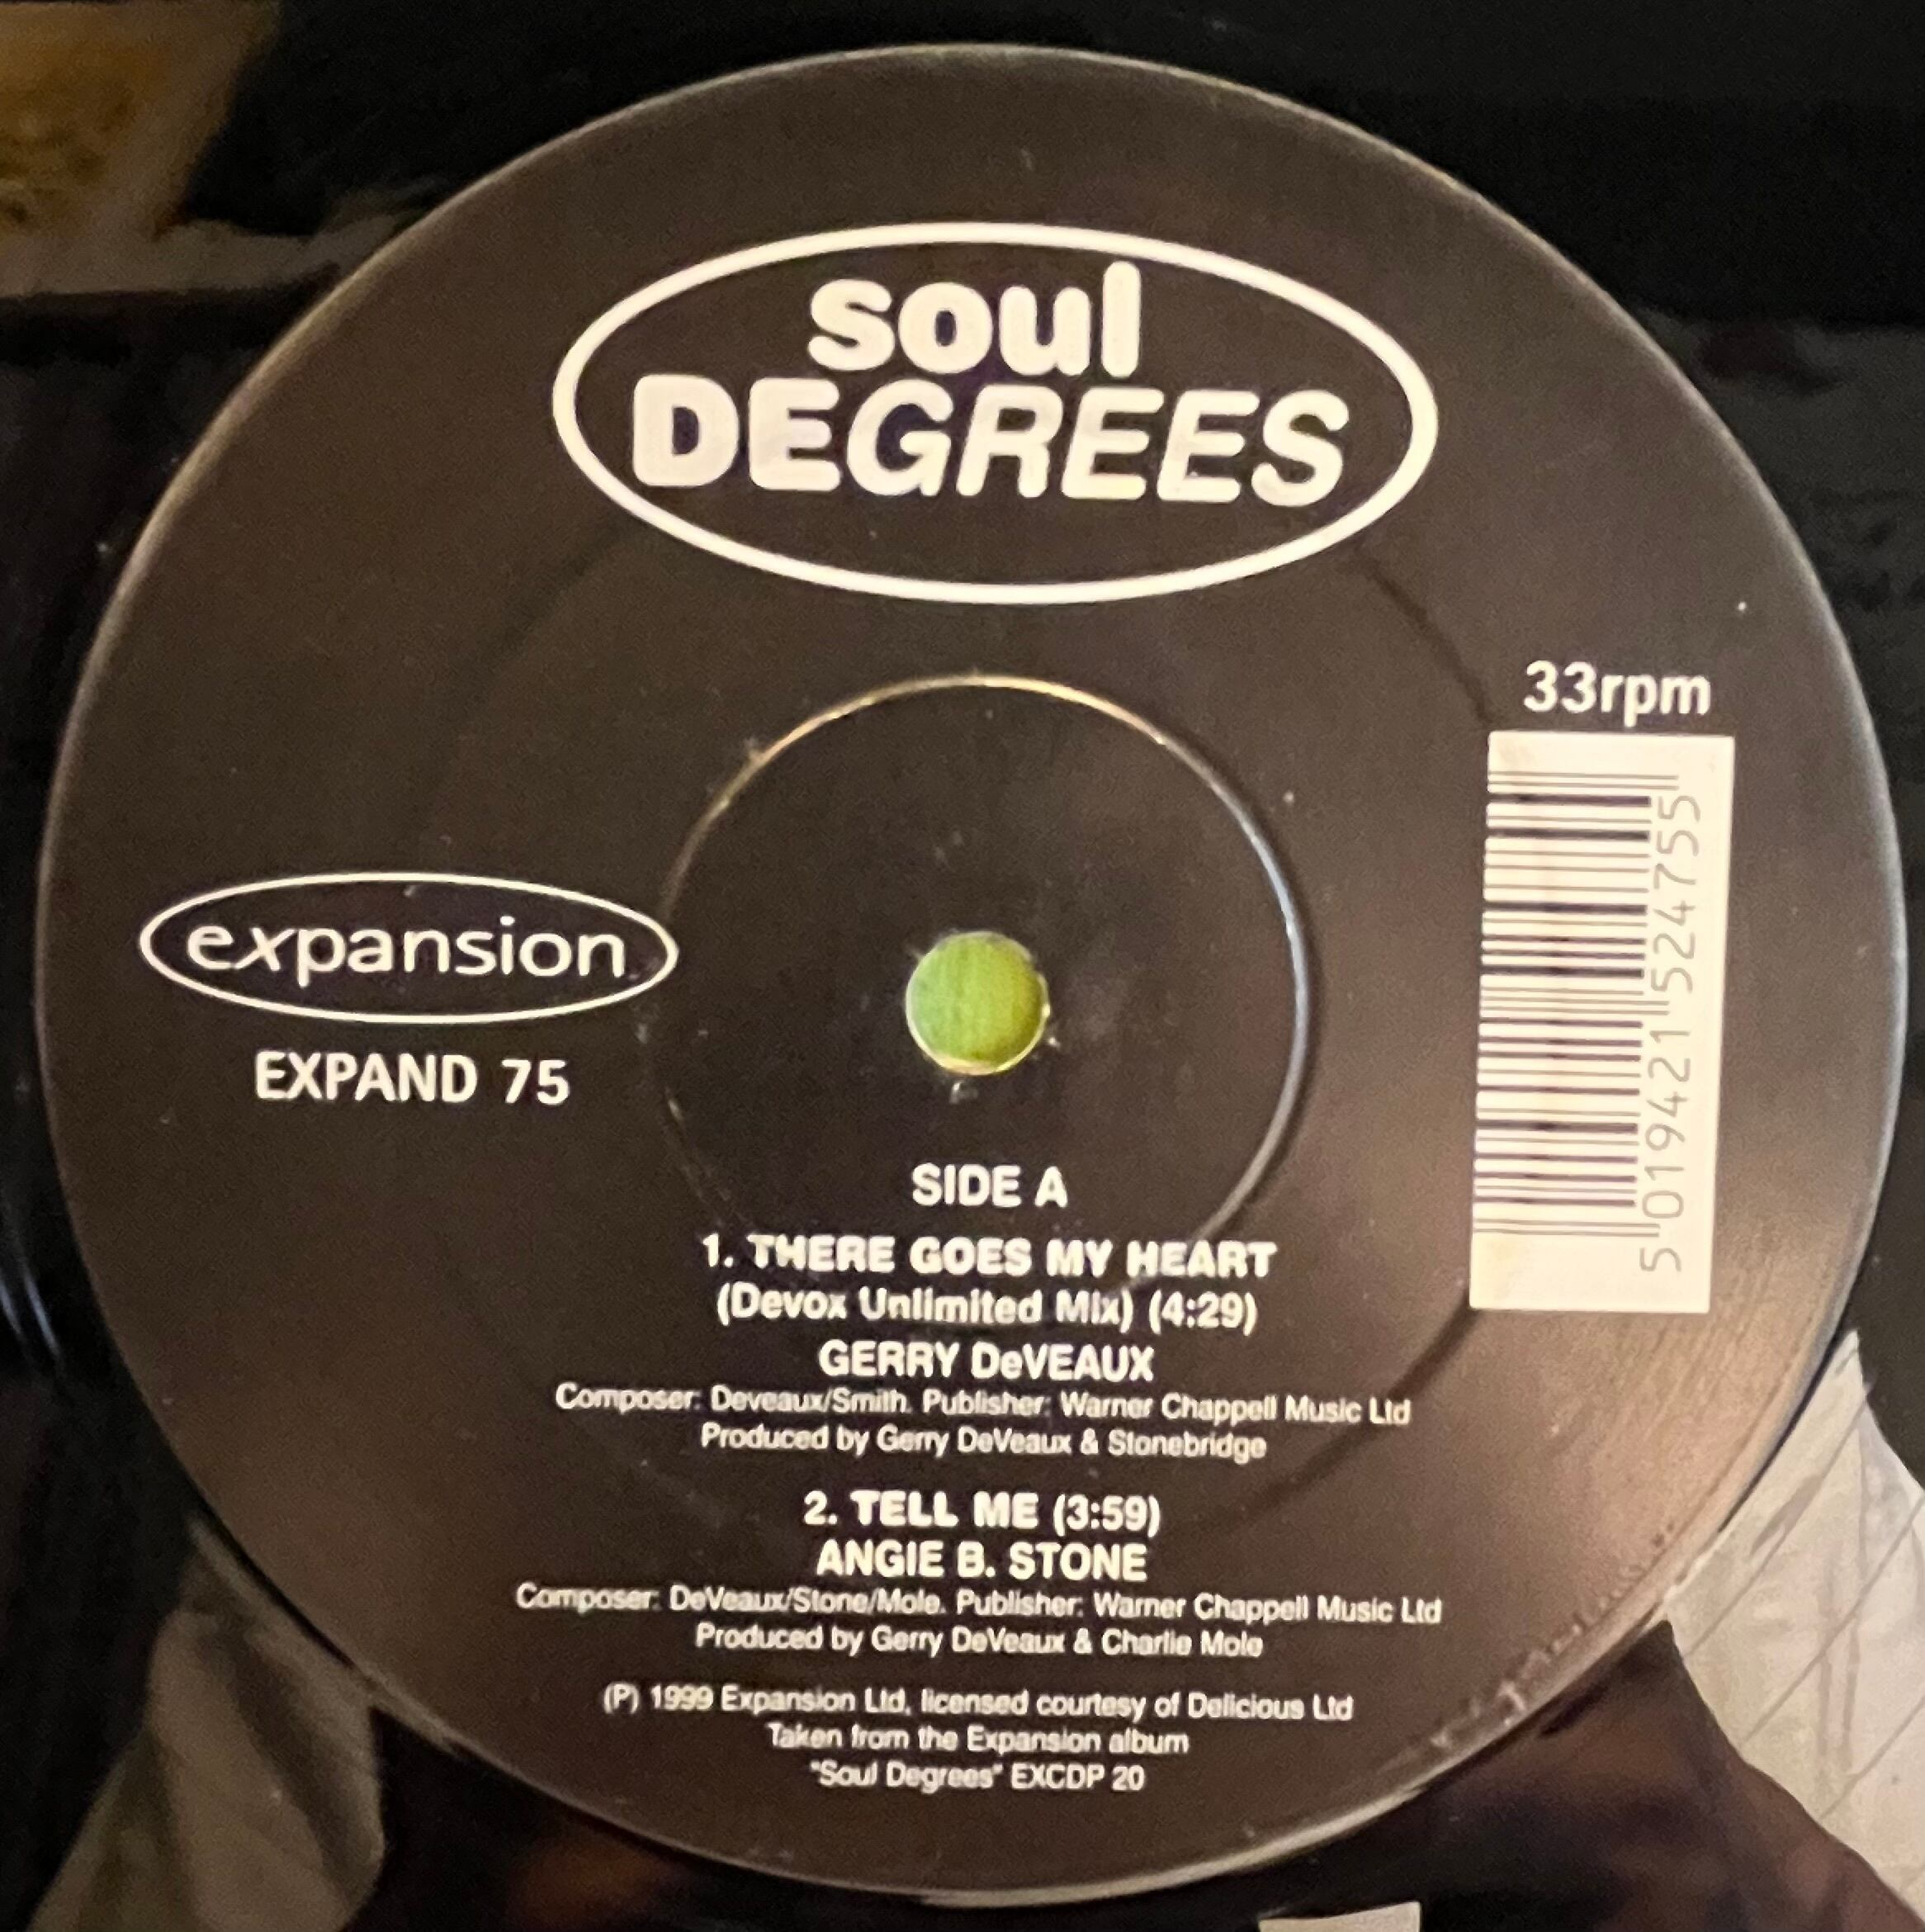 soul
DEGREES
33rpm
5 019421 524755
expansion
EXPAND 75
SIDE A
1. THERE GOES MY HEART
(Devox Unlimited Mix) (4:29)
GERRY DeVEAUX
Composer: Deveaux/Smith. Publisher: Warner Chappell Music Ltd
Produced by Gerry DeVeaux & Stonebridge
2. TELL ME (3:59)
ANGIE B. STONE
Composer: DeVeaux/Stone/Mole. Publisher: Warner Chappell Music Ltd
Produced by Gerry DeVeaux & Charlie Mole
(P) 1999 Expansion Ltd, licensed courtesy of Delicious Ltd
Taken from the Expansion album
"Soul Degrees" EXCDP 20